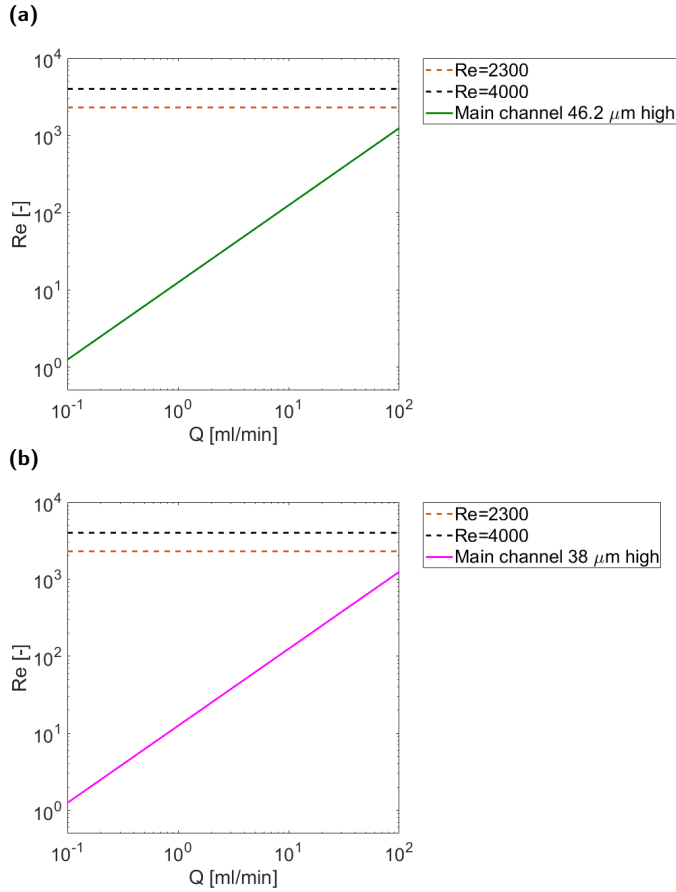 (a)
10^4
10^3
10^2
10^1
10^0
Re [-]
10^-1
10^0
10^1
10^2
Q [ml/min]
Re=2300
Re=4000
Main channel 46.2 μm high
(b)
10^4
10^3
10^2
10^1
10^0
Re [-]
10^-1
10^0
10^1
10^2
Q [ml/min]
Re=2300
Re=4000
Main channel 38 μm high